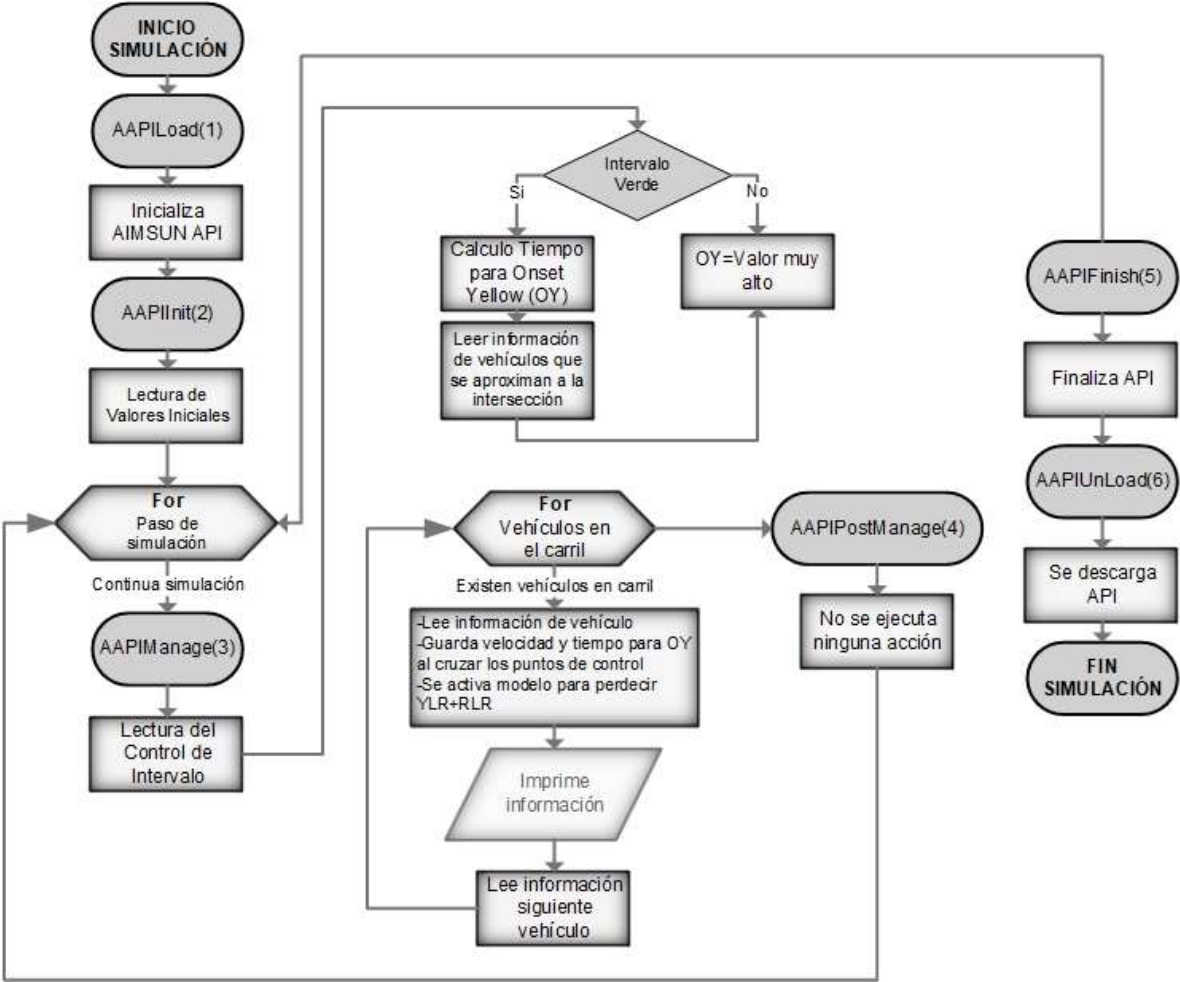 INICIO
SIMULACIÓN
AAPILoad(1)
Inicializa
AIMSUN API
AAPIInit(2)
Lectura de
Valores Iniciales
For
Paso de
simulación
Continua simulación
AAPIManage(3)
Lectura del
Control de
Intervalo
Intervalo
Verde
Si
No
Calculo Tiempo
para Onset
Yellow (OY)
OY=Valor muy
alto
Leer información
de vehículos que
se aproximan a la
intersección
For
Vehículos en
el carril
Existen vehículos en carril
-Lee información de vehículo
-Guarda velocidad y tiempo para OY
al cruzar los puntos de control
-Se activa modelo para perdecir
YLR+RLR
Imprime
información
Lee información
siguiente
vehículo
AAPIPostManage(4)
No se ejecuta
ninguna acción
AAPIFinish(5)
Finaliza API
AAPIUnLoad(6)
Se descarga
API
FIN
SIMULACIÓN